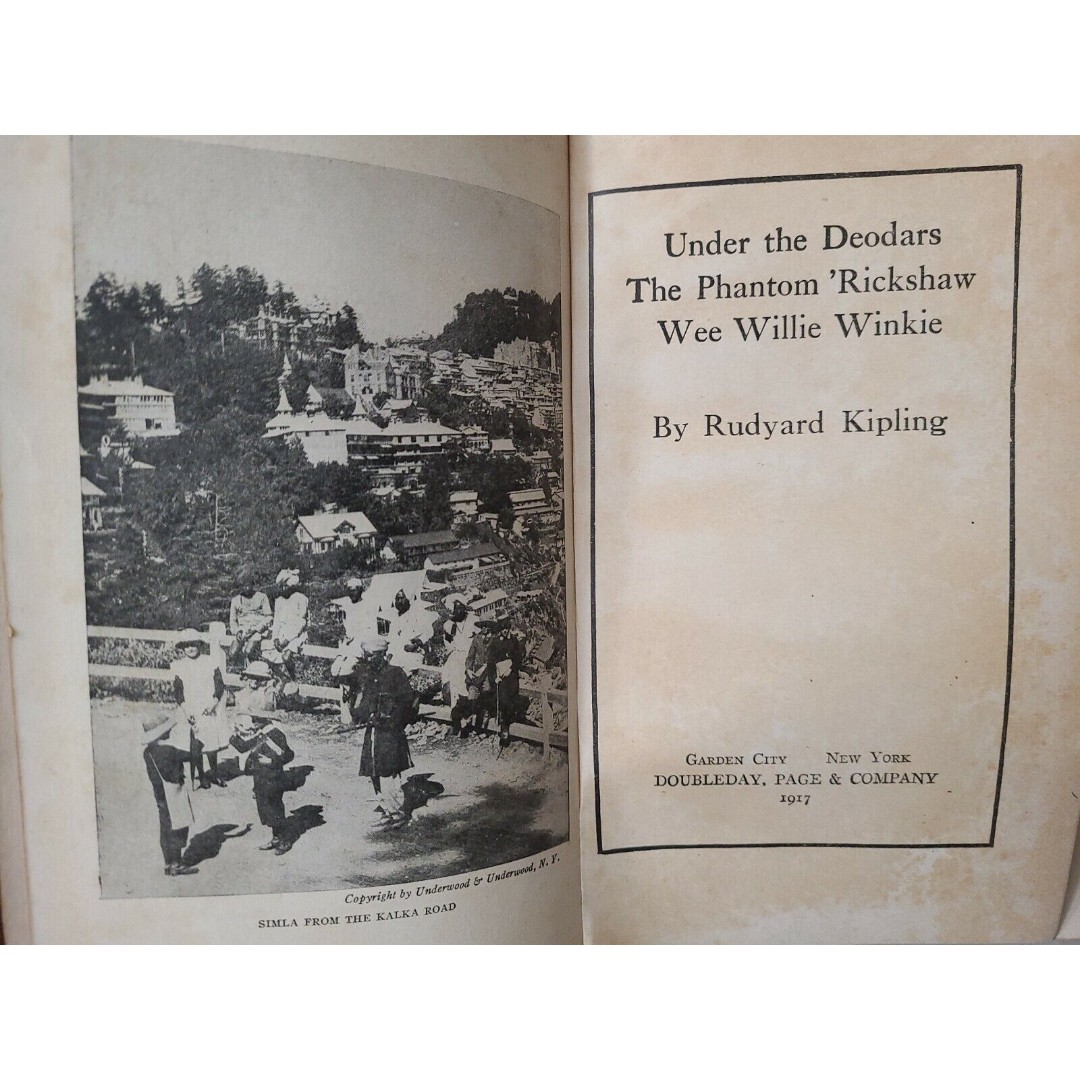 Copyright by Underwood & Underwood, N. Y.
SIMLA FROM THE KALKA ROAD
Under the Deodars
The Phantom 'Rickshaw
Wee Willie Winkie
By Rudyard Kipling
GARDEN CITY NEW YORK
DOUBLEDAY, PAGE & COMPANY
1917